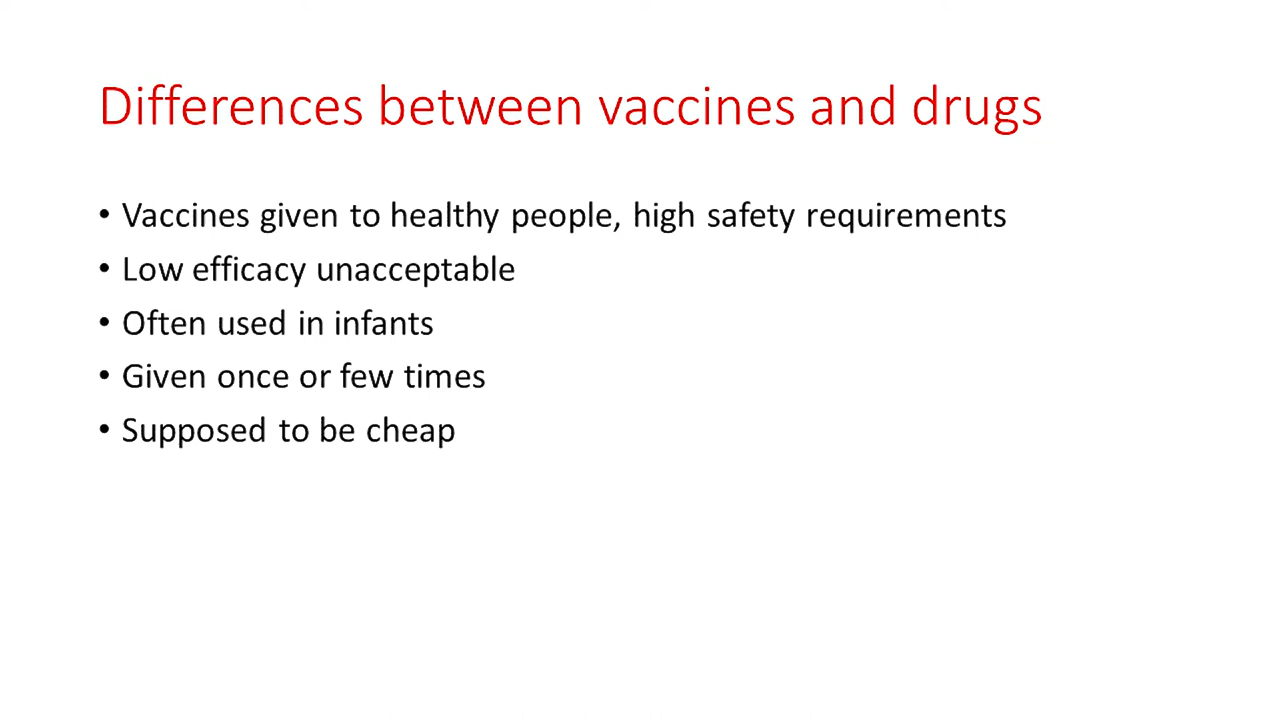 Differences between vaccines and drugs
• Vaccines given to healthy people, high safety requirements
• Low efficacy unacceptable
• Often used in infants
• Given once or few times
• Supposed to be cheap